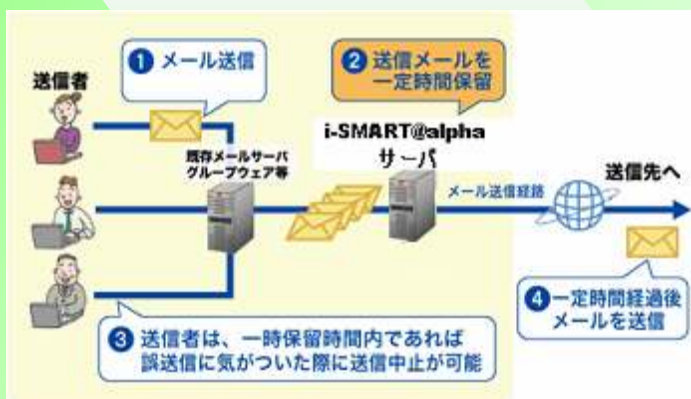 送信者
1 メール送信
2 送信メールを
一定時間保留
i-SMART@alpha
サーバ
既存メールサーバ
グループウェア等
メール送信経路
送信先へ
3 送信者は、一時保留時間内であれば
誤送信に気がついた際に送信中止が可能
4 一定時間経過後
メールを送信